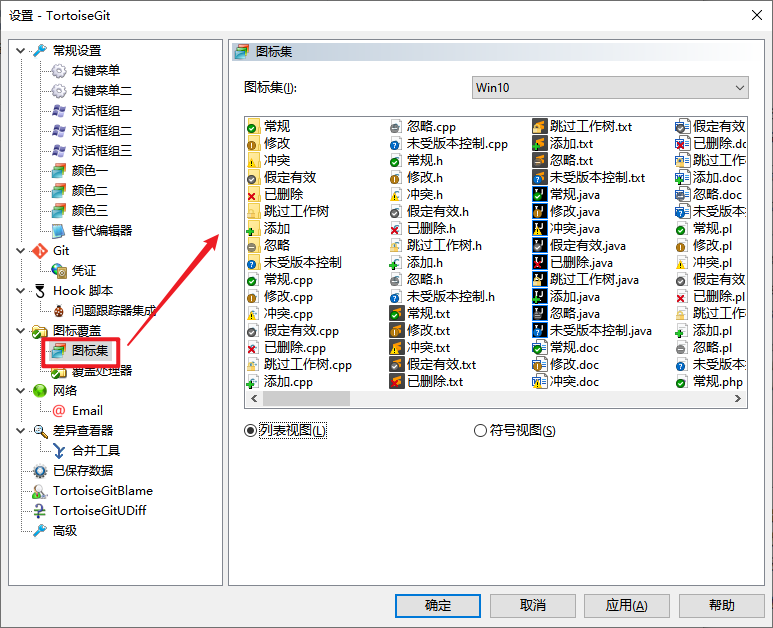 设置 - TortoiseGit
常规设置
右键菜单
右键菜单二
对话框组一
对话框组二
对话框组三
颜色一
颜色二
颜色三
替代编辑器
Git
凭证
Hook 脚本
问题跟踪器集成
图标覆盖
图标集
覆盖处理器
网络
Email
差异查看器
合并工具
已保存数据
TortoiseGitBlame
TortoiseGitUDiff
高级
图标集
图标集(I):
Win10
常规
修改
冲突
假定有效
已删除
跳过工作树
添加
忽略
未受版本控制
常规.cpp
修改.cpp
冲突.cpp
假定有效.cpp
已删除.cpp
跳过工作树.cpp
添加.cpp
忽略.cpp
未受版本控制.cpp
常规.h
修改.h
冲突.h
假定有效.h
已删除.h
跳过工作树.h
添加.h
忽略.h
未受版本控制.h
常规.txt
修改.txt
冲突.txt
假定有效.txt
已删除.txt
跳过工作树.txt
添加.txt
忽略.txt
未受版本控制.txt
常规.java
修改.java
冲突.java
假定有效.java
已删除.java
跳过工作树.java
添加.java
忽略.java
未受版本控制.java
常规.doc
修改.doc
冲突.doc
假定有效
已删除.do
跳过工作
添加.doc
忽略.doc
未受版本
常规.pl
修改.pl
冲突.pl
假定有效
已删除.pl
跳过工作
添加.pl
忽略.pl
未受版本
常规.php
列表视图(L)
符号视图(S)
确定
取消
应用(A)
帮助